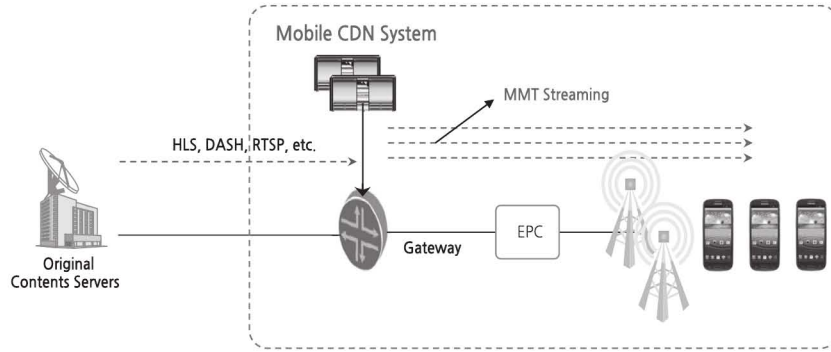 Mobile CDN System
MMT Streaming
HLS, DASH, RTSP, etc.
Gateway
EPC
Original
Contents Servers